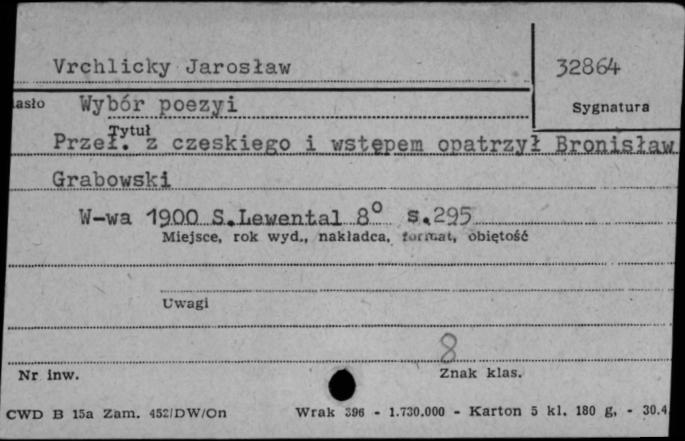 Vrchlicky Jarosław
32864
asło Wybór poezyi
Sygnatura
Tytuł
Przeł. z czeskiego i wstępem opatrzył Bronisław
Grabowski
W-wa 1900 S.Lewental 8° s.295
Miejsce, rok wyd., nakładca, format, objętość
Uwagi
8
Nr inw.
Znak klas.
CWD B 15a Zam. 452/DW/On
Wrak 396 - 1.730.000 - Karton 5 kl. 180 g, - 30.4